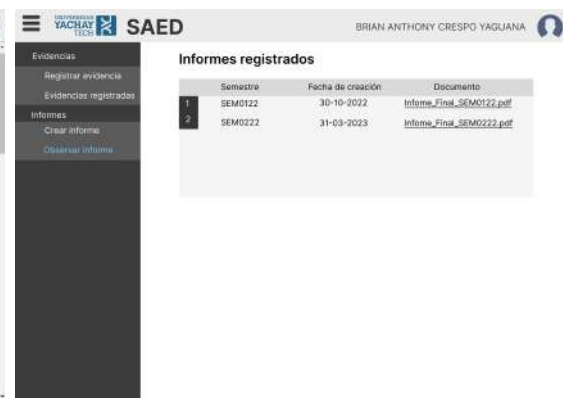 UNIVERSIDAD
YACHAY
TECH
SAED
BRIAN ANTHONY CRESPO YAGUANA
Evidencias
Registrar evidencia
Evidencias registradas
Informes
Crear informe
Observar informe
Informes registrados
Semestre Fecha de creación Documento
1 SEM0122 30-10-2022 Infome_Final_SEM0122.pdf
2 SEM0222 31-03-2023 Infome_Final_SEM0222.pdf